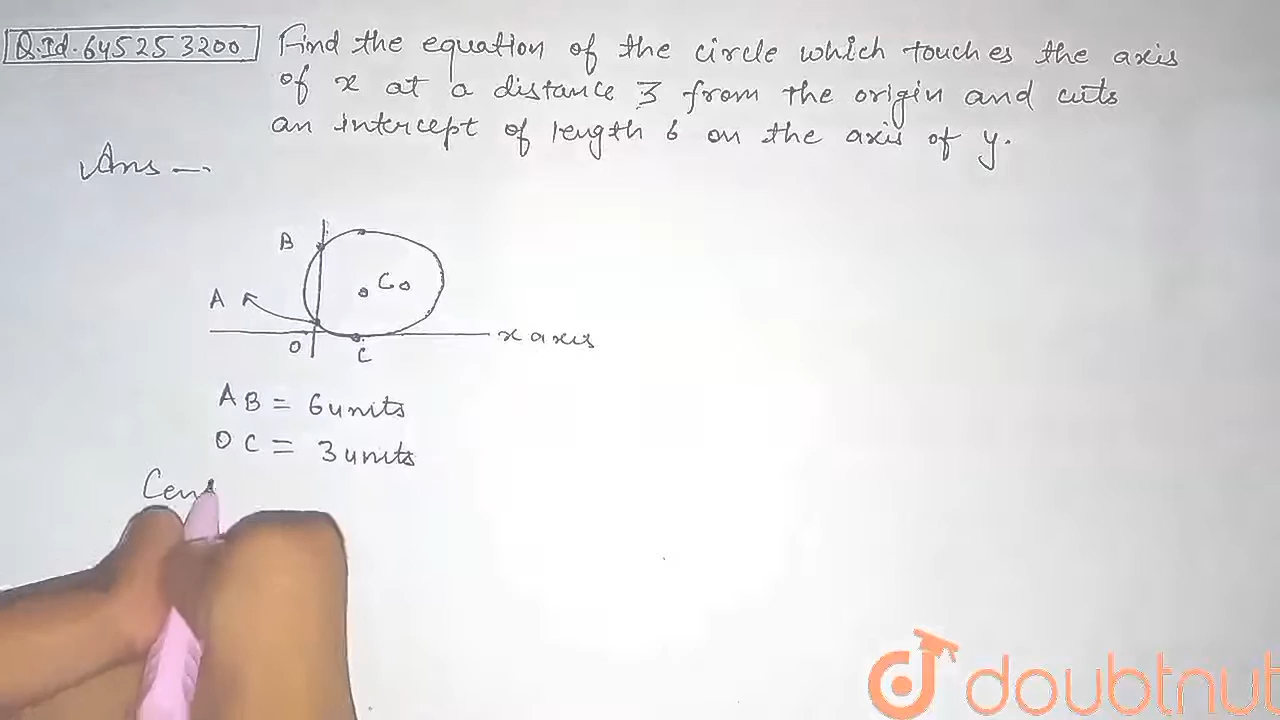 Q.Id. 645253200 Find the equation of the circle which touches the axis
of x at a distance 3 from the origin and cuts
an intercept of length 6 on the axis of y.
Ans —.
B
Co
A
x axis
O
C
AB = 6 units
OC = 3 units
Cen
doubtnut